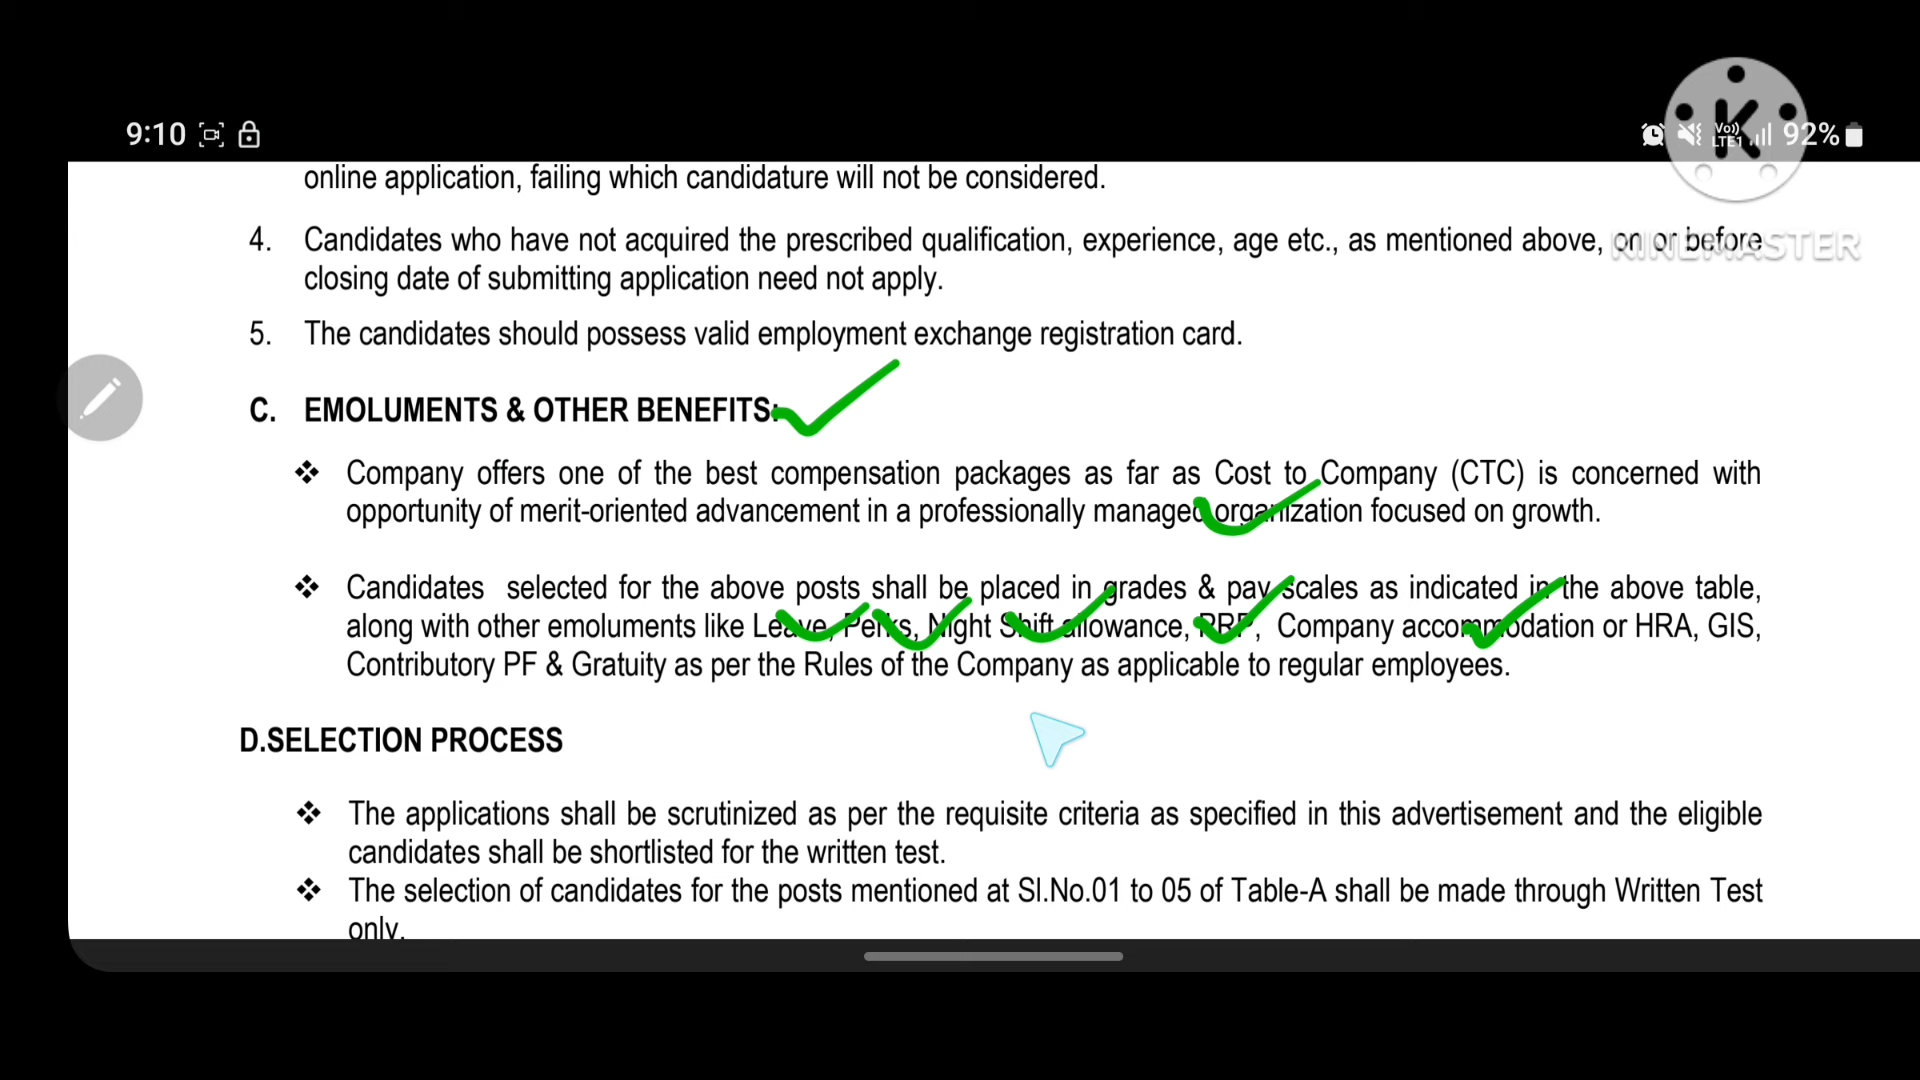 9:10
Vo))
LTE1
92%
K
KINEMASTER
online application, failing which candidature will not be considered.
4. Candidates who have not acquired the prescribed qualification, experience, age etc., as mentioned above, on or before
closing date of submitting application need not apply.
5. The candidates should possess valid employment exchange registration card.
C. EMOLUMENTS & OTHER BENEFITS:
❖ Company offers one of the best compensation packages as far as Cost to Company (CTC) is concerned with
opportunity of merit-oriented advancement in a professionally managed organization focused on growth.
❖ Candidates selected for the above posts shall be placed in grades & pay scales as indicated in the above table,
along with other emoluments like Leave, Perks, Night Shift allowance, PRP, Company accommodation or HRA, GIS,
Contributory PF & Gratuity as per the Rules of the Company as applicable to regular employees.
D.SELECTION PROCESS
❖ The applications shall be scrutinized as per the requisite criteria as specified in this advertisement and the eligible
candidates shall be shortlisted for the written test.
❖ The selection of candidates for the posts mentioned at Sl.No.01 to 05 of Table-A shall be made through Written Test
only.